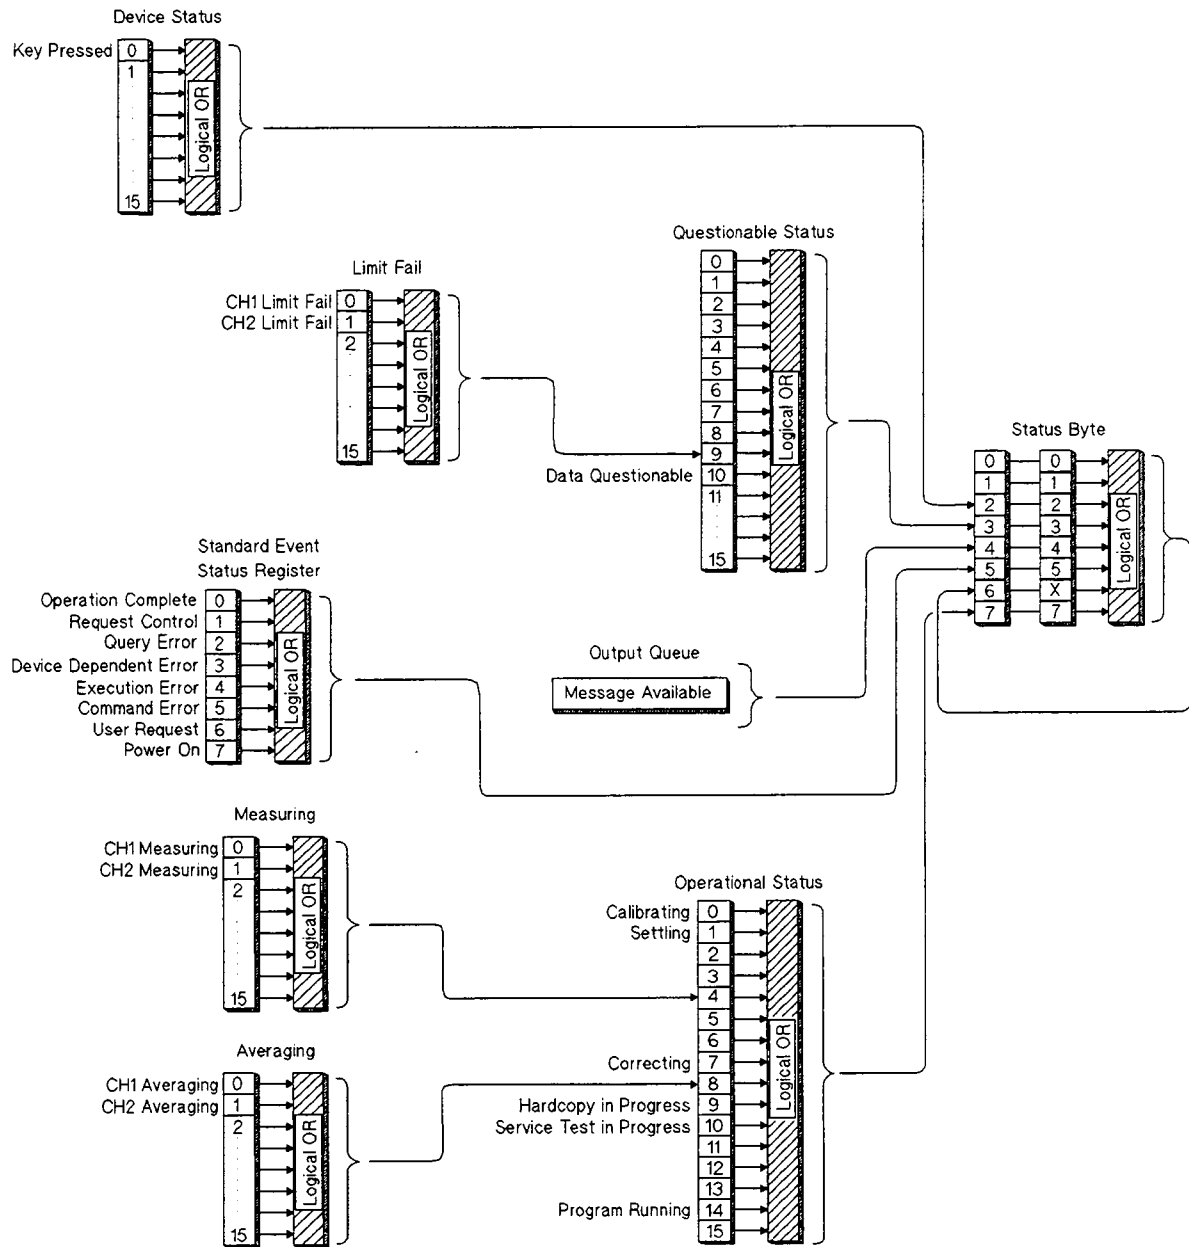 Device Status
Key Pressed 0
1
15
Logical OR
Limit Fail
CH1 Limit Fail 0
CH2 Limit Fail 1
2
15
Logical OR
Questionable Status
0
1
2
3
4
5
6
7
8
9
Data Questionable 10
11
15
Logical OR
Standard Event
Status Register
Operation Complete 0
Request Control 1
Query Error 2
Device Dependent Error 3
Execution Error 4
Command Error 5
User Request 6
Power On 7
Logical OR
Output Queue
Message Available
Status Byte
0 0
1 1
2 2
3 3
4 4
5 5
6 X
7 7
Logical OR
Measuring
CH1 Measuring 0
CH2 Measuring 1
2
15
Logical OR
Averaging
CH1 Averaging 0
CH2 Averaging 1
2
15
Logical OR
Operational Status
Calibrating 0
Settling 1
2
3
4
5
6
Correcting 7
8
Hardcopy in Progress 9
Service Test in Progress 10
11
12
13
Program Running 14
15
Logical OR